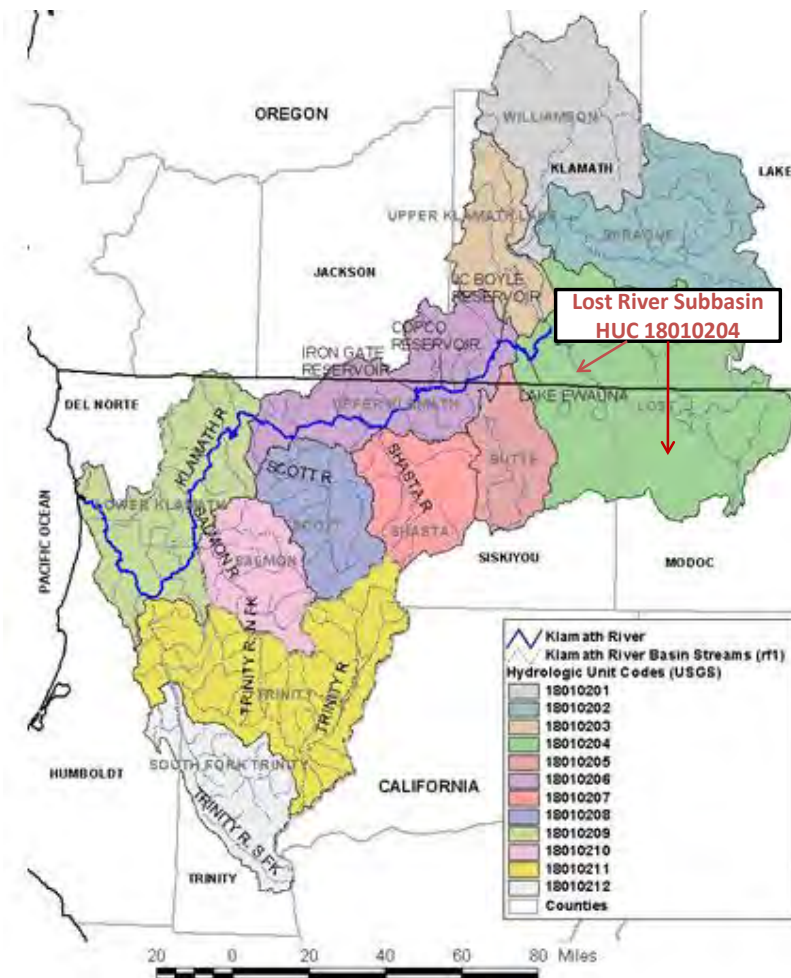 WILLIAMSON
OREGON
KLAMATH
LAKE
UPPER KLAMATH LAKE
SPRAGUE
JACKSON
JC BOYLE
RESERVOIR
Lost River Subbasin
HUC 18010204
COPCO
RESERVOIR
IRON GATE
RESERVOIR
DEL NORTE
UPPER KLAMATH
LAKE EWAUNA
LOST
KLAMATH R
SCOTT R
SHASTA R
BUTTE
LOWER KLAMATH
SALMON R
SCOTT
SHASTA
SALMON
PACIFIC OCEAN
SISKIYOU
MODOC
TRINITY R. N FK
TRINITY R
TRINITY
SOUTH FORK TRINITY
HUMBOLDT
CALIFORNIA
TRINITY R. S FK
TRINITY
Klamath River
Klamath River Basin Streams (rf1)
Hydrologic Unit Codes (USGS)
18010201
18010202
18010203
18010204
18010205
18010206
18010207
18010208
18010209
18010210
18010211
18010212
Counties
20 0 20 40 60 80 Miles